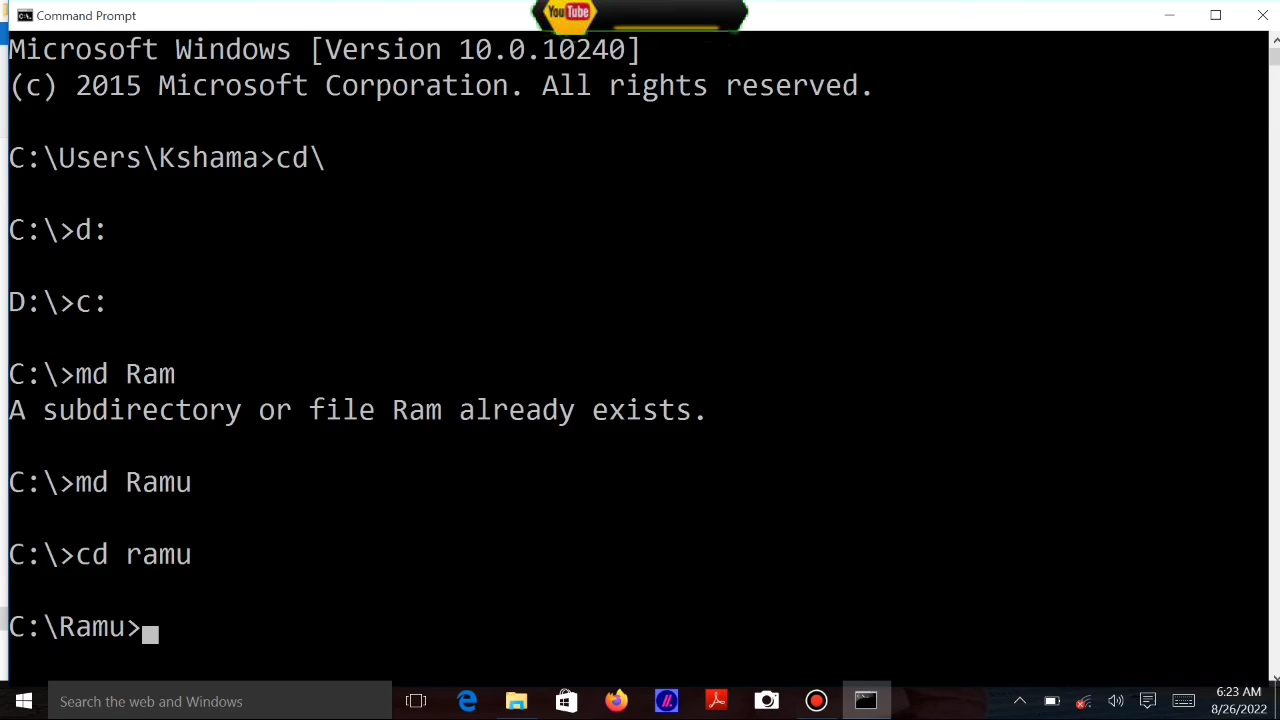 Command Prompt
YouTube
Microsoft Windows [Version 10.0.10240]
(c) 2015 Microsoft Corporation. All rights reserved.
C:\Users\Kshama>cd\
C:\>d:
D:\>c:
C:\>md Ram
A subdirectory or file Ram already exists.
C:\>md Ramu
C:\>cd ramu
C:\Ramu>
Search the web and Windows
6:23 AM
8/26/2022